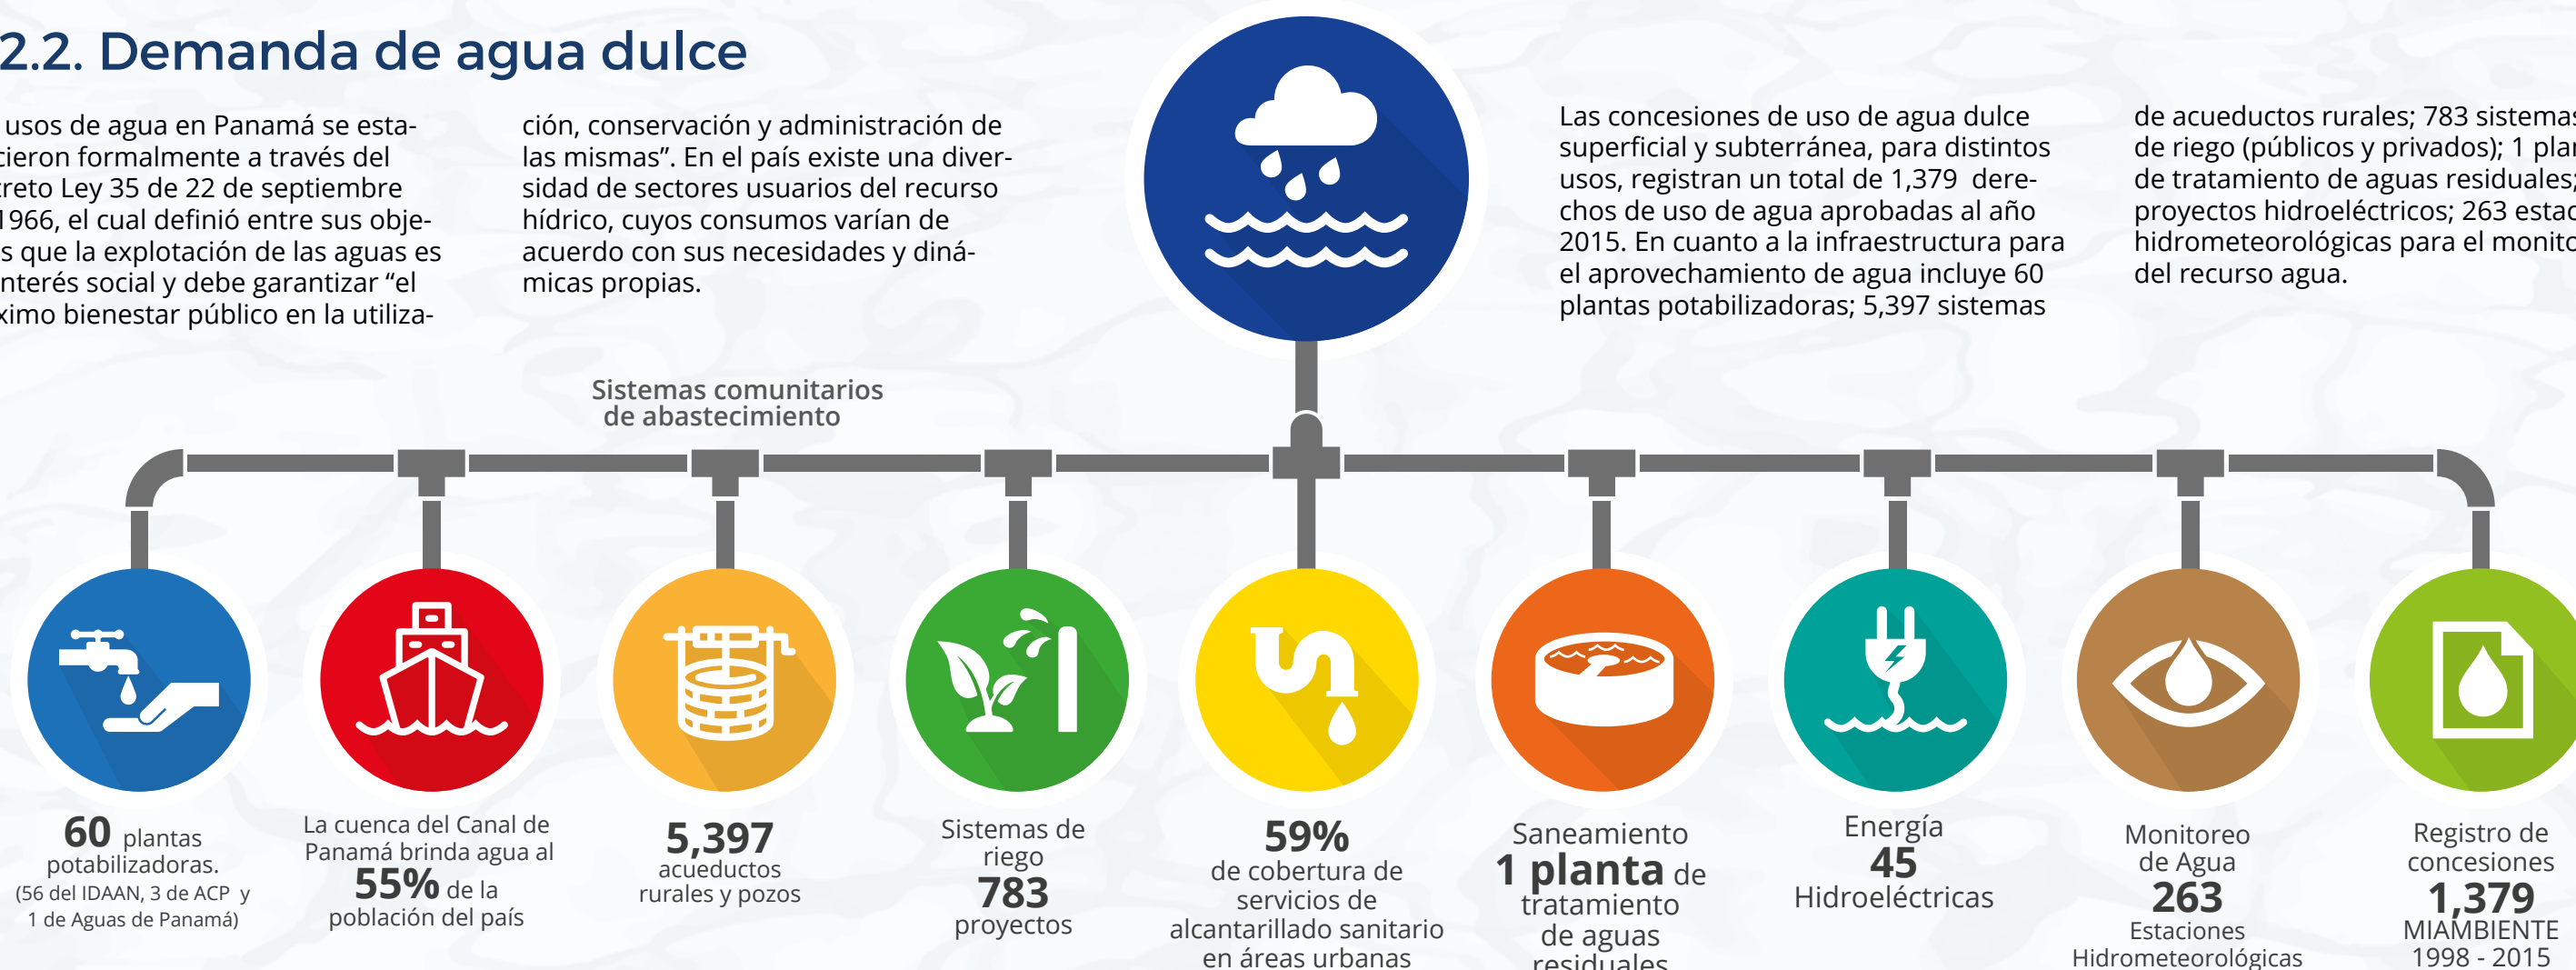 2.2. Demanda de agua dulce
usos de agua en Panamá se esta-
cieron formalmente a través del
reto Ley 35 de 22 de septiembre
1966, el cual definió entre sus obje-
s que la explotación de las aguas es
nterés social y debe garantizar “el
ximo bienestar público en la utiliza-
ción, conservación y administración de
las mismas”. En el país existe una diver-
sidad de sectores usuarios del recurso
hídrico, cuyos consumos varían de
acuerdo con sus necesidades y diná-
micas propias.
Las concesiones de uso de agua dulce
superficial y subterránea, para distintos
usos, registran un total de 1,379 dere-
chos de uso de agua aprobadas al año
2015. En cuanto a la infraestructura para
el aprovechamiento de agua incluye 60
plantas potabilizadoras; 5,397 sistemas
de acueductos rurales; 783 sistemas
de riego (públicos y privados); 1 plan
de tratamiento de aguas residuales;
proyectos hidroeléctricos; 263 estac
hidrometeorológicas para el monito
del recurso agua.
Sistemas comunitarios
de abastecimiento
60 plantas
potabilizadoras.
(56 del IDAAN, 3 de ACP y
1 de Aguas de Panamá)
La cuenca del Canal de
Panamá brinda agua al
55% de la
población del país
5,397
acueductos
rurales y pozos
Sistemas de
riego
783
proyectos
59%
de cobertura de
servicios de
alcantarillado sanitario
en áreas urbanas
Saneamiento
1 planta de
tratamiento
de aguas
residuales
Energía
45
Hidroeléctricas
Monitoreo
de Agua
263
Estaciones
Hidrometeorológicas
Registro de
concesiones
1,379
MIAMBIENTE
1998 - 2015